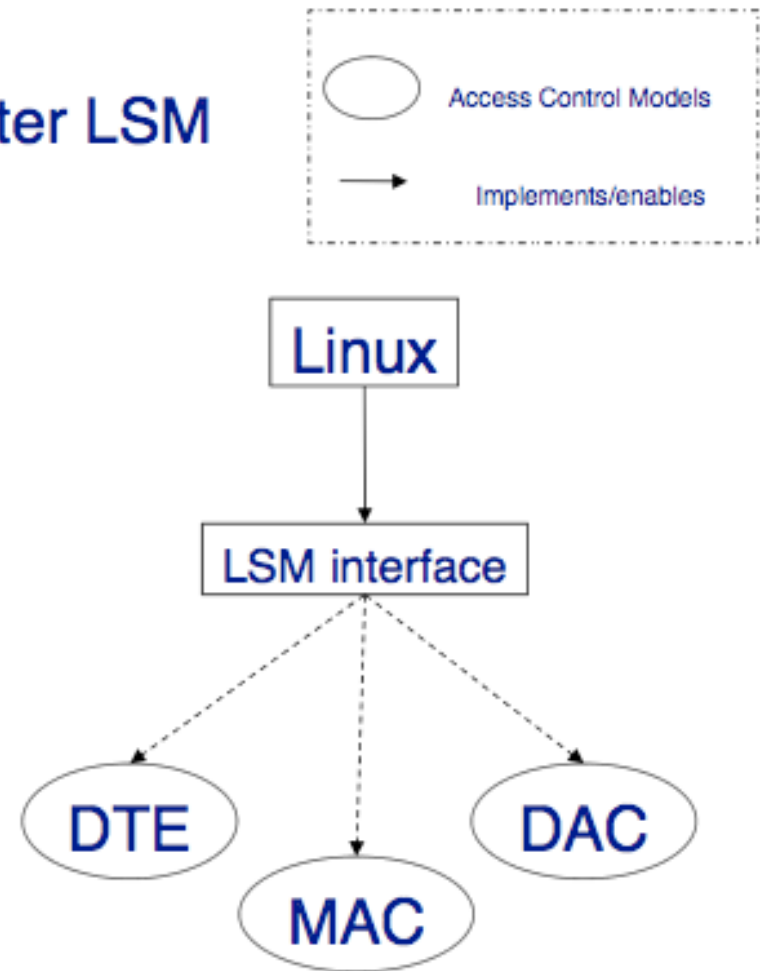 ter LSM
Access Control Models
Implements/enables
Linux
LSM interface
DTE
DAC
MAC